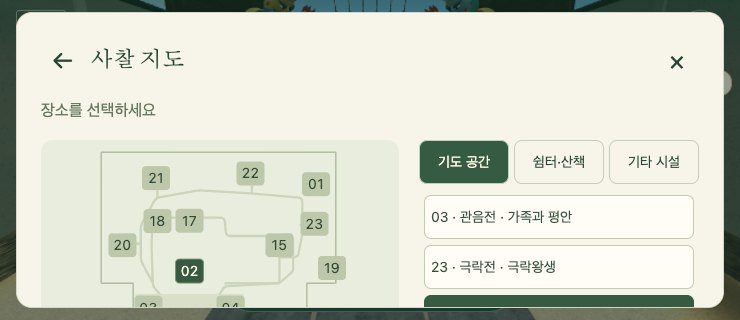 사찰 지도
장소를 선택하세요
기도 공간
쉼터·산책
기타 시설
21
22
01
18
17
23
20
15
02
19
03
04
03 · 관음전 · 가족과 평안
23 · 극락전 · 극락왕생